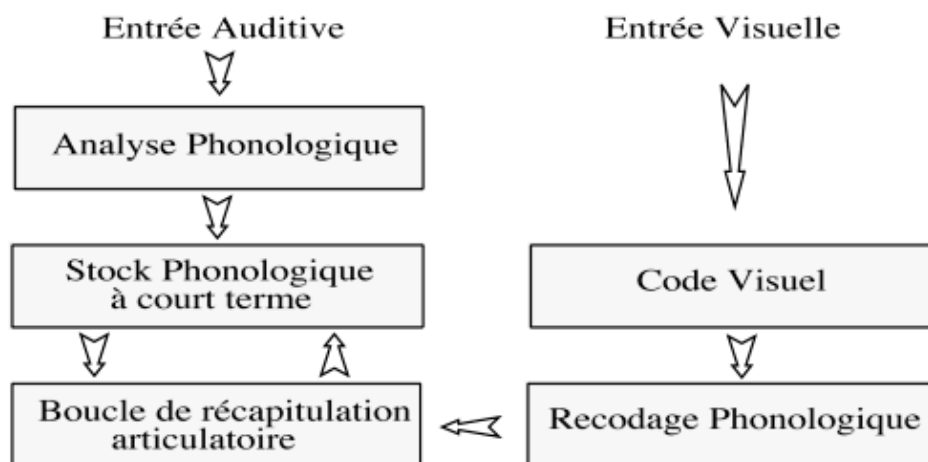 Entrée Auditive
Entrée Visuelle
Analyse Phonologique
Stock Phonologique
à court terme
Code Visuel
Boucle de récapitulation
articulatoire
Recodage Phonologique